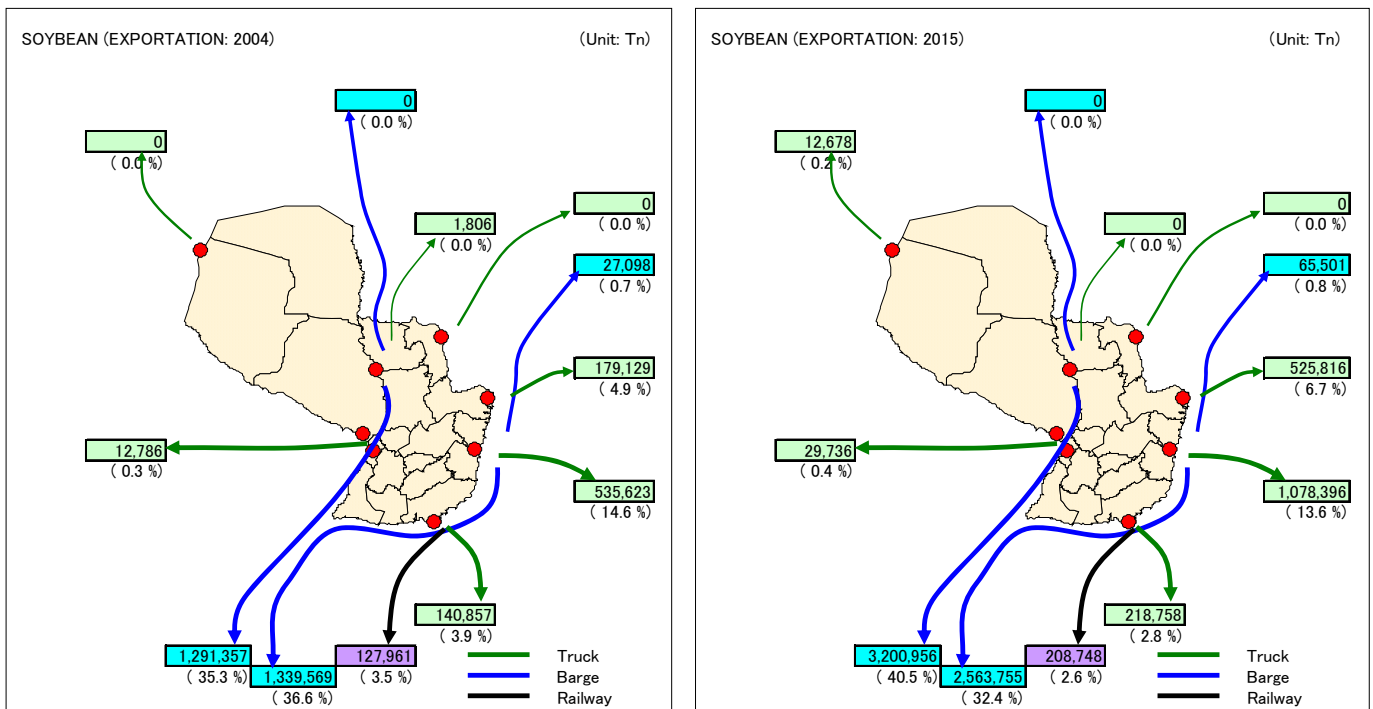 SOYBEAN (EXPORTATION: 2004) (Unit: Tn)
0
( 0.0 %)
0
( 0.0 %)
1,806
( 0.0 %)
0
( 0.0 %)
27,098
( 0.7 %)
179,129
( 4.9 %)
12,786
( 0.3 %)
535,623
( 14.6 %)
140,857
( 3.9 %)
1,291,357
( 35.3 %)
1,339,569
( 36.6 %)
127,961
( 3.5 %)
Truck
Barge
Railway
SOYBEAN (EXPORTATION: 2015) (Unit: Tn)
0
( 0.0 %)
12,678
( 0.2 %)
0
( 0.0 %)
0
( 0.0 %)
65,501
( 0.8 %)
525,816
( 6.7 %)
29,736
( 0.4 %)
1,078,396
( 13.6 %)
218,758
( 2.8 %)
3,200,956
( 40.5 %)
2,563,755
( 32.4 %)
208,748
( 2.6 %)
Truck
Barge
Railway